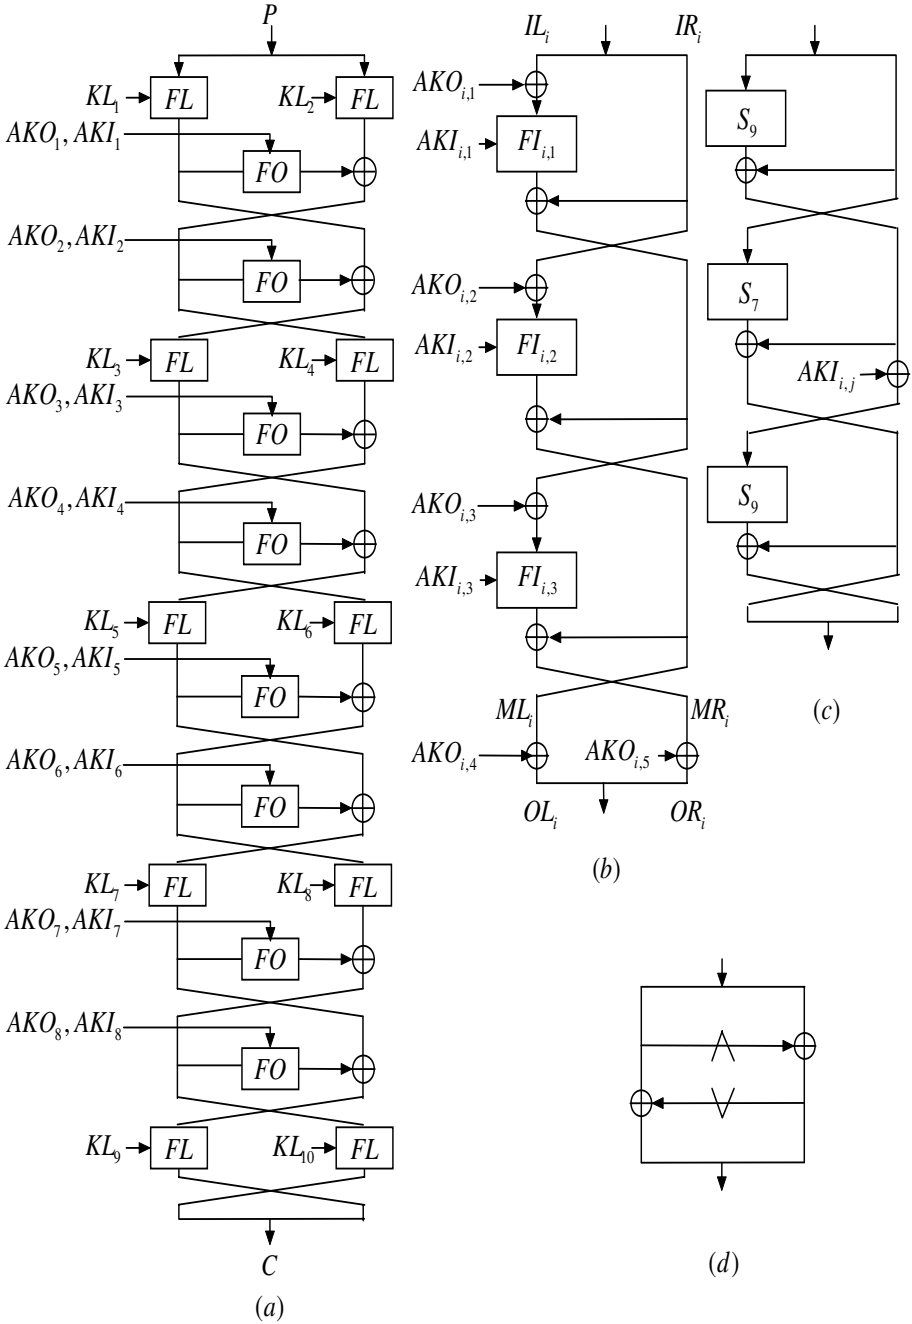 P
KL₁ FL KL₂ FL
AKO₁, AKI₁
FO
AKO₂, AKI₂
FO
KL₃ FL KL₄ FL
AKO₃, AKI₃
FO
AKO₄, AKI₄
FO
KL₅ FL KL₆ FL
AKO₅, AKI₅
FO
AKO₆, AKI₆
FO
KL₇ FL KL₈ FL
AKO₇, AKI₇
FO
AKO₈, AKI₈
FO
KL₉ FL KL₁₀ FL
C
(a)
ILᵢ IRᵢ
AKOᵢ,₁
AKIᵢ,₁ FIᵢ,₁
AKOᵢ,₂
AKIᵢ,₂ FIᵢ,₂
AKOᵢ,₃
AKIᵢ,₃ FIᵢ,₃
MLᵢ MRᵢ
AKOᵢ,₄ AKOᵢ,₅
OLᵢ ORᵢ
(b)
S₉
S₇
AKIᵢ,ⱼ
S₉
(c)
(d)